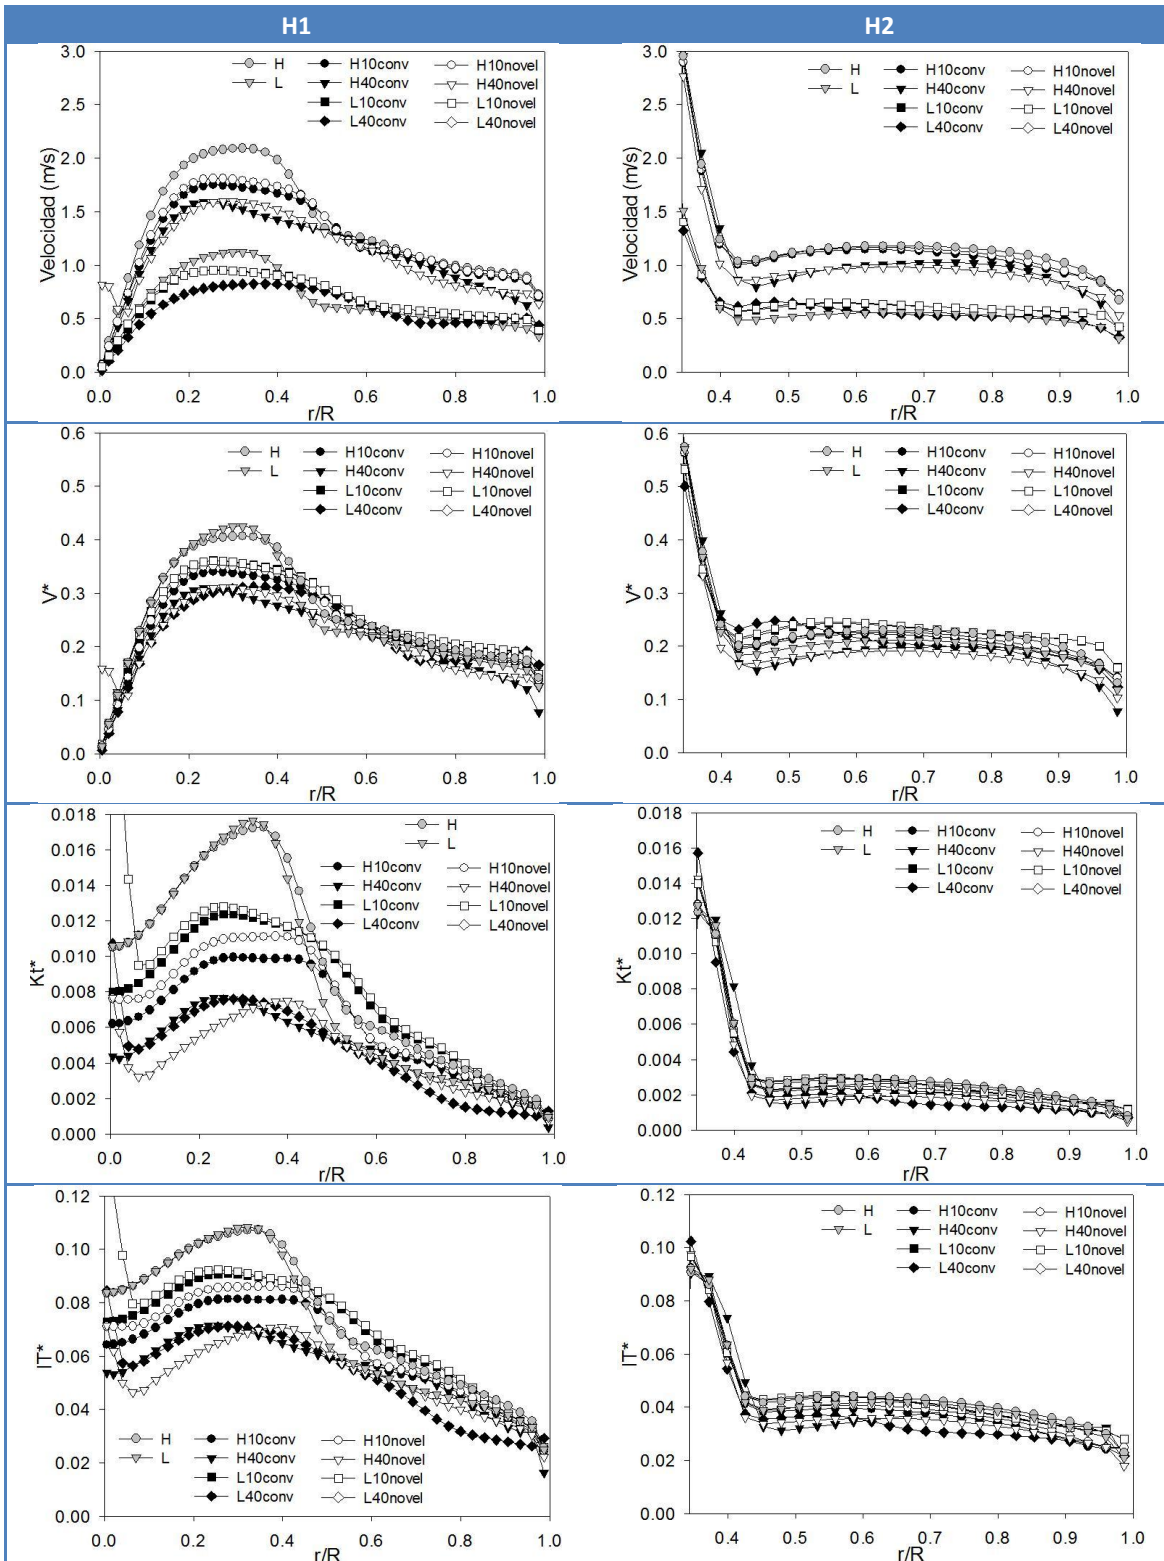 H1 H2
3.0 2.5 2.0 1.5 1.0 0.5 0.0
Velocidad (m/s)
H H10conv H10novel
L H40conv H40novel
L10conv L10novel
L40conv L40novel
0.0 0.2 0.4 0.6 0.8 1.0
r/R
3.0 2.5 2.0 1.5 1.0 0.5 0.0
Velocidad (m/s)
H H10conv H10novel
L H40conv H40novel
L10conv L10novel
L40conv L40novel
0.4 0.5 0.6 0.7 0.8 0.9 1.0
r/R
0.6 0.5 0.4 0.3 0.2 0.1 0.0
V*
H H10conv H10novel
L H40conv H40novel
L10conv L10novel
L40conv L40novel
0.0 0.2 0.4 0.6 0.8 1.0
r/R
0.6 0.5 0.4 0.3 0.2 0.1 0.0
V*
H H10conv H10novel
L H40conv H40novel
L10conv L10novel
L40conv L40novel
0.4 0.5 0.6 0.7 0.8 0.9 1.0
r/R
0.018 0.016 0.014 0.012 0.010 0.008 0.006 0.004 0.002 0.000
Kt*
H
L
H10conv H10novel
H40conv H40novel
L10conv L10novel
L40conv L40novel
0.0 0.2 0.4 0.6 0.8 1.0
r/R
0.018 0.016 0.014 0.012 0.010 0.008 0.006 0.004 0.002 0.000
Kt*
H H10conv H10novel
L H40conv H40novel
L10conv L10novel
L40conv L40novel
0.4 0.5 0.6 0.7 0.8 0.9 1.0
r/R
0.12 0.10 0.08 0.06 0.04 0.02 0.00
IT*
H H10conv H10novel
L H40conv H40novel
L10conv L10novel
L40conv L40novel
0.0 0.2 0.4 0.6 0.8 1.0
r/R
0.12 0.10 0.08 0.06 0.04 0.02 0.00
IT*
H H10conv H10novel
L H40conv H40novel
L10conv L10novel
L40conv L40novel
0.4 0.5 0.6 0.7 0.8 0.9 1.0
r/R